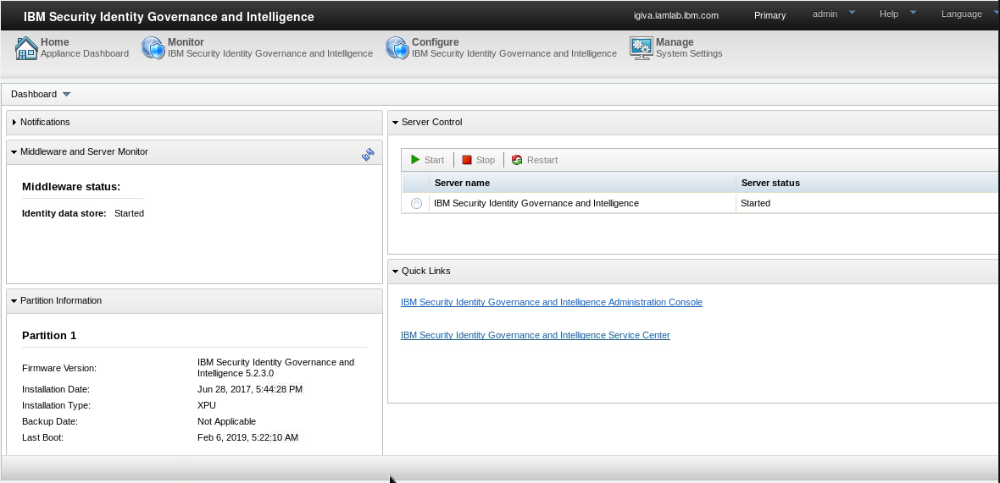 IBM Security Identity Governance and Intelligence
igiva.iamlab.ibm.com Primary admin Help Language
Home
Appliance Dashboard
Monitor
IBM Security Identity Governance and Intelligence
Configure
IBM Security Identity Governance and Intelligence
Manage
System Settings
Dashboard
Notifications
Middleware and Server Monitor
Middleware status:
Identity data store: Started
Partition Information
Partition 1
Firmware Version: IBM Security Identity Governance and
Intelligence 5.2.3.0
Installation Date: Jun 28, 2017, 5:44:28 PM
Installation Type: XPU
Backup Date: Not Applicable
Last Boot: Feb 6, 2019, 5:22:10 AM
Server Control
Start Stop Restart
Server name Server status
IBM Security Identity Governance and Intelligence Started
Quick Links
IBM Security Identity Governance and Intelligence Administration Console
IBM Security Identity Governance and Intelligence Service Center